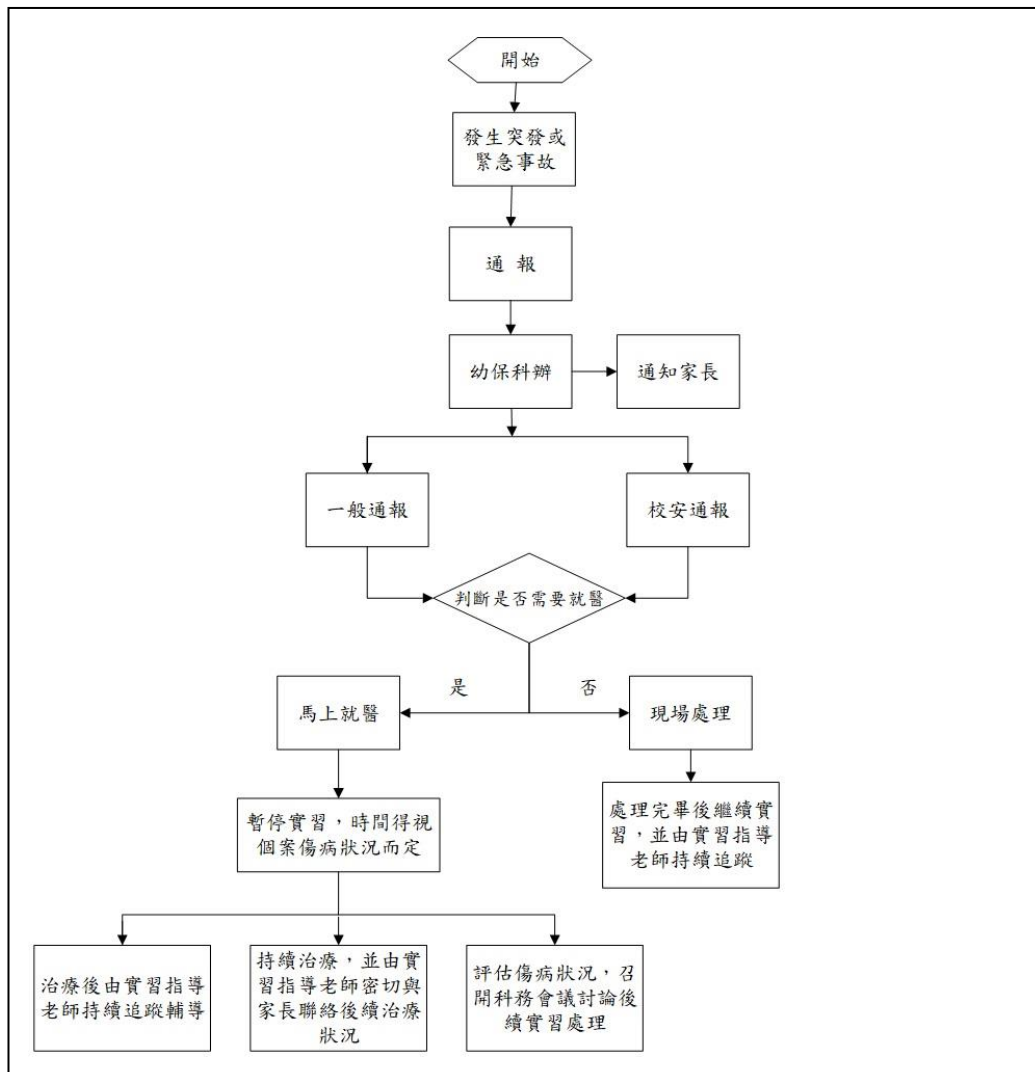 開始
發生突發或
緊急事故
通 報
幼保科辦
通知家長
一般通報
校安通報
判斷是否需要就醫
是
否
馬上就醫
現場處理
暫停實習，時間得視
個案傷病狀況而定
處理完畢後繼續實
習，並由實習指導
老師持續追蹤
治療後由實習指導
老師持續追蹤輔導
持續治療，並由實
習指導老師密切與
家長聯絡後續治療
狀況
評估傷病狀況，召
開科務會議討論後
續實習處理